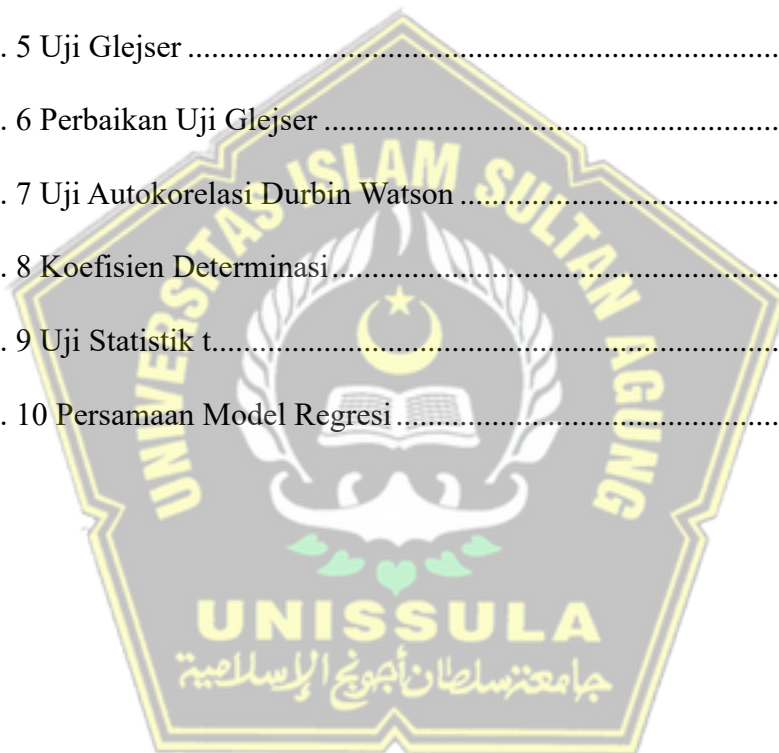 . 5 Uji Glejser ................................................................................
. 6 Perbaikan Uji Glejser ................................................................
. 7 Uji Autokorelasi Durbin Watson .............................................
. 8 Koefisien Determinasi................................................................
. 9 Uji Statistik t..............................................................................
. 10 Persamaan Model Regresi .......................................................
UNIVERSITAS ISLAM SULTAN AGUNG
UNISSULA
جامعة سلطان أجونج الإسلامية